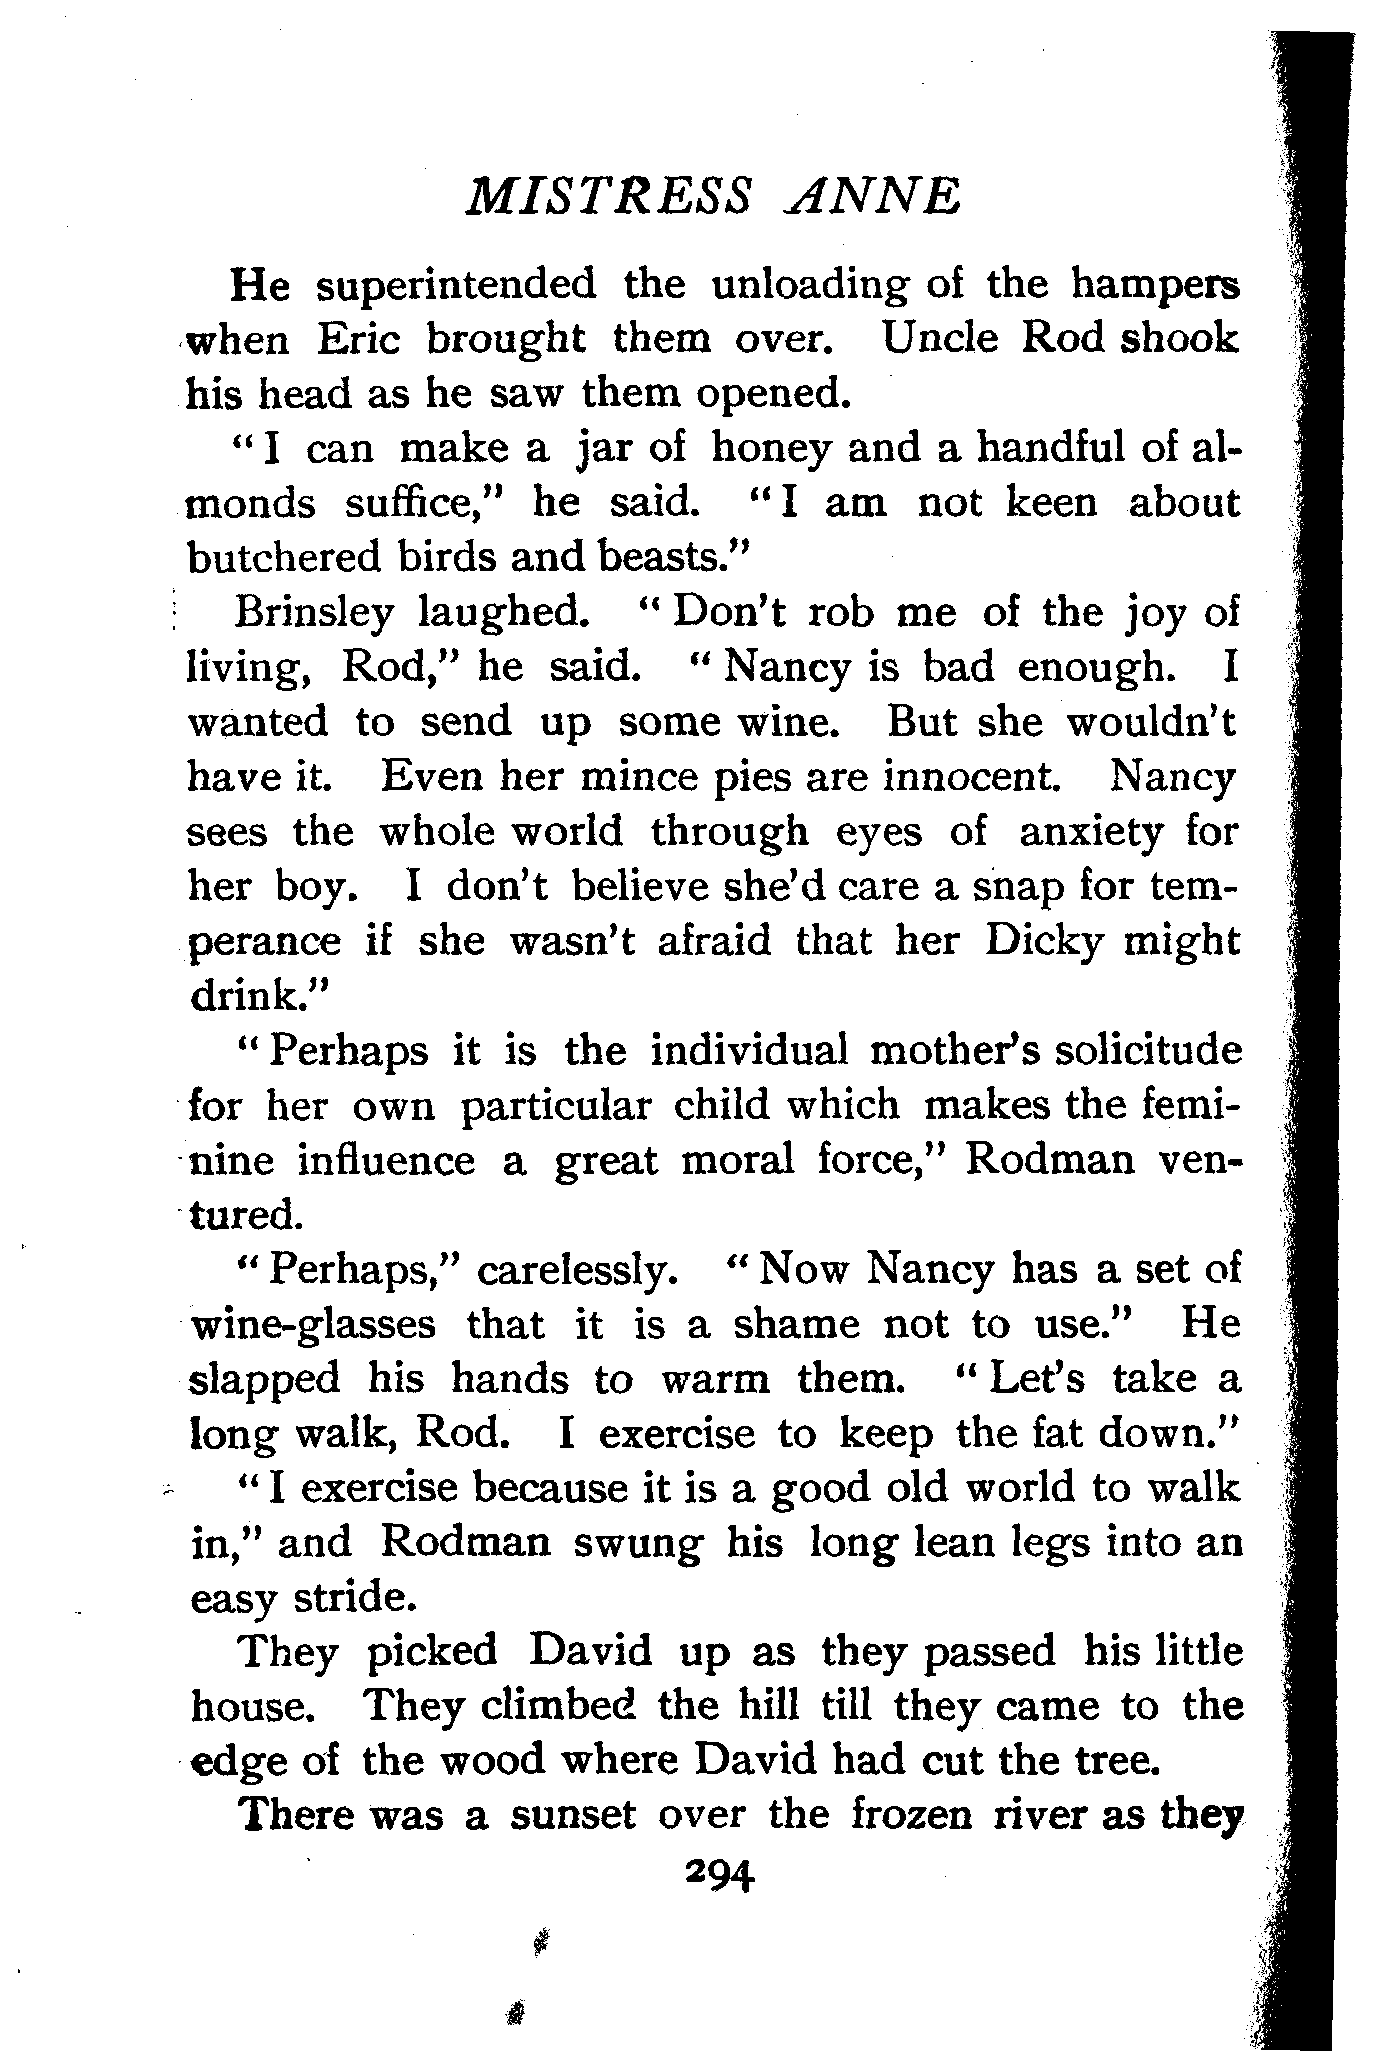 MISTRESS ANNE
He superintended the unloading of the hampers
when Eric brought them over. Uncle Rod shook
his head as he saw them opened.
“I can make a jar of honey and a handful of al-
monds suffice,” he said. “I am not keen about
butchered birds and beasts.”
Brinsley laughed. “Don't rob me of the joy of
living, Rod,” he said. “Nancy is bad enough. I
wanted to send up some wine. But she wouldn't
have it. Even her mince pies are innocent. Nancy
sees the whole world through eyes of anxiety for
her boy. I don't believe she'd care a snap for tem-
perance if she wasn't afraid that her Dicky might
drink.”
“Perhaps it is the individual mother's solicitude
for her own particular child which makes the femi-
nine influence a great moral force,” Rodman ven-
tured.
“Perhaps,” carelessly. “Now Nancy has a set of
wine-glasses that it is a shame not to use.” He
slapped his hands to warm them. “Let's take a
long walk, Rod. I exercise to keep the fat down.”
“I exercise because it is a good old world to walk
in,” and Rodman swung his long lean legs into an
easy stride.
They picked David up as they passed his little
house. They climbed the hill till they came to the
edge of the wood where David had cut the tree.
There was a sunset over the frozen river as they
294